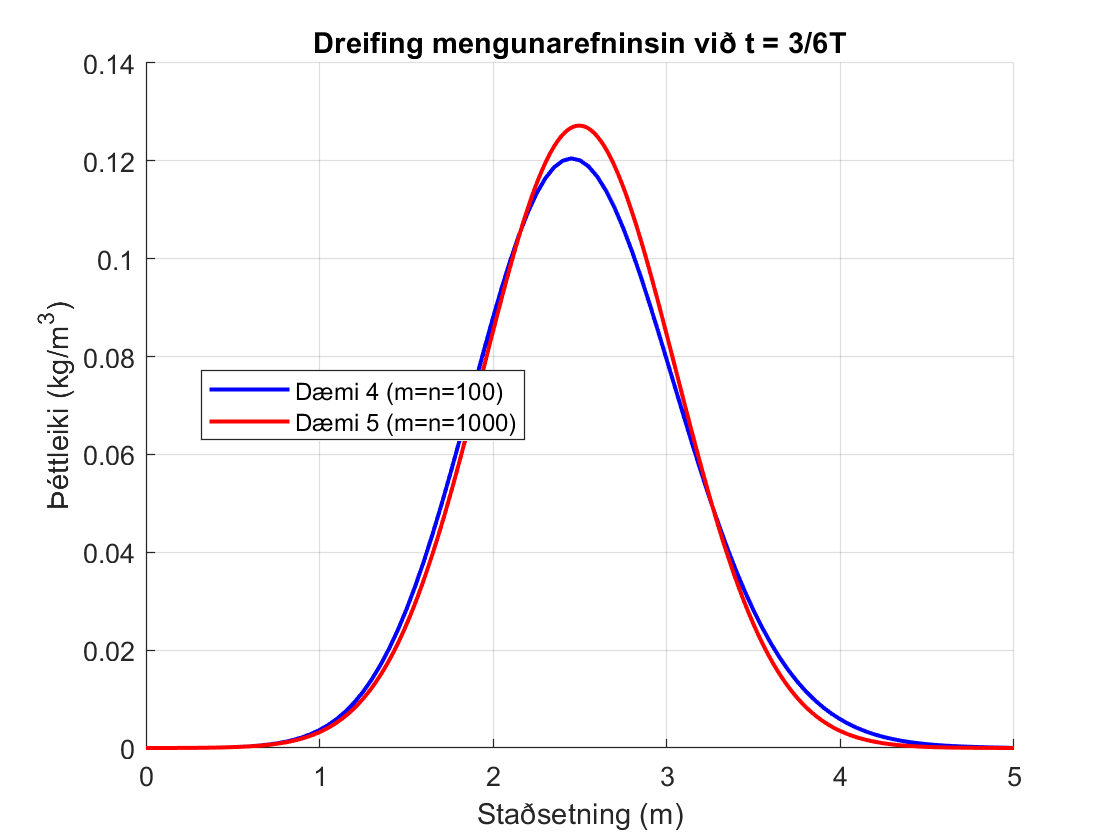 Dreifing mengunarefninsin við t = 3/6T
Þéttleiki (kg/m³)
0.14
0.12
0.1
0.08
0.06
0.04
0.02
0
Dæmi 4 (m=n=100)
Dæmi 5 (m=n=1000)
0 1 2 3 4 5
Staðsetning (m)